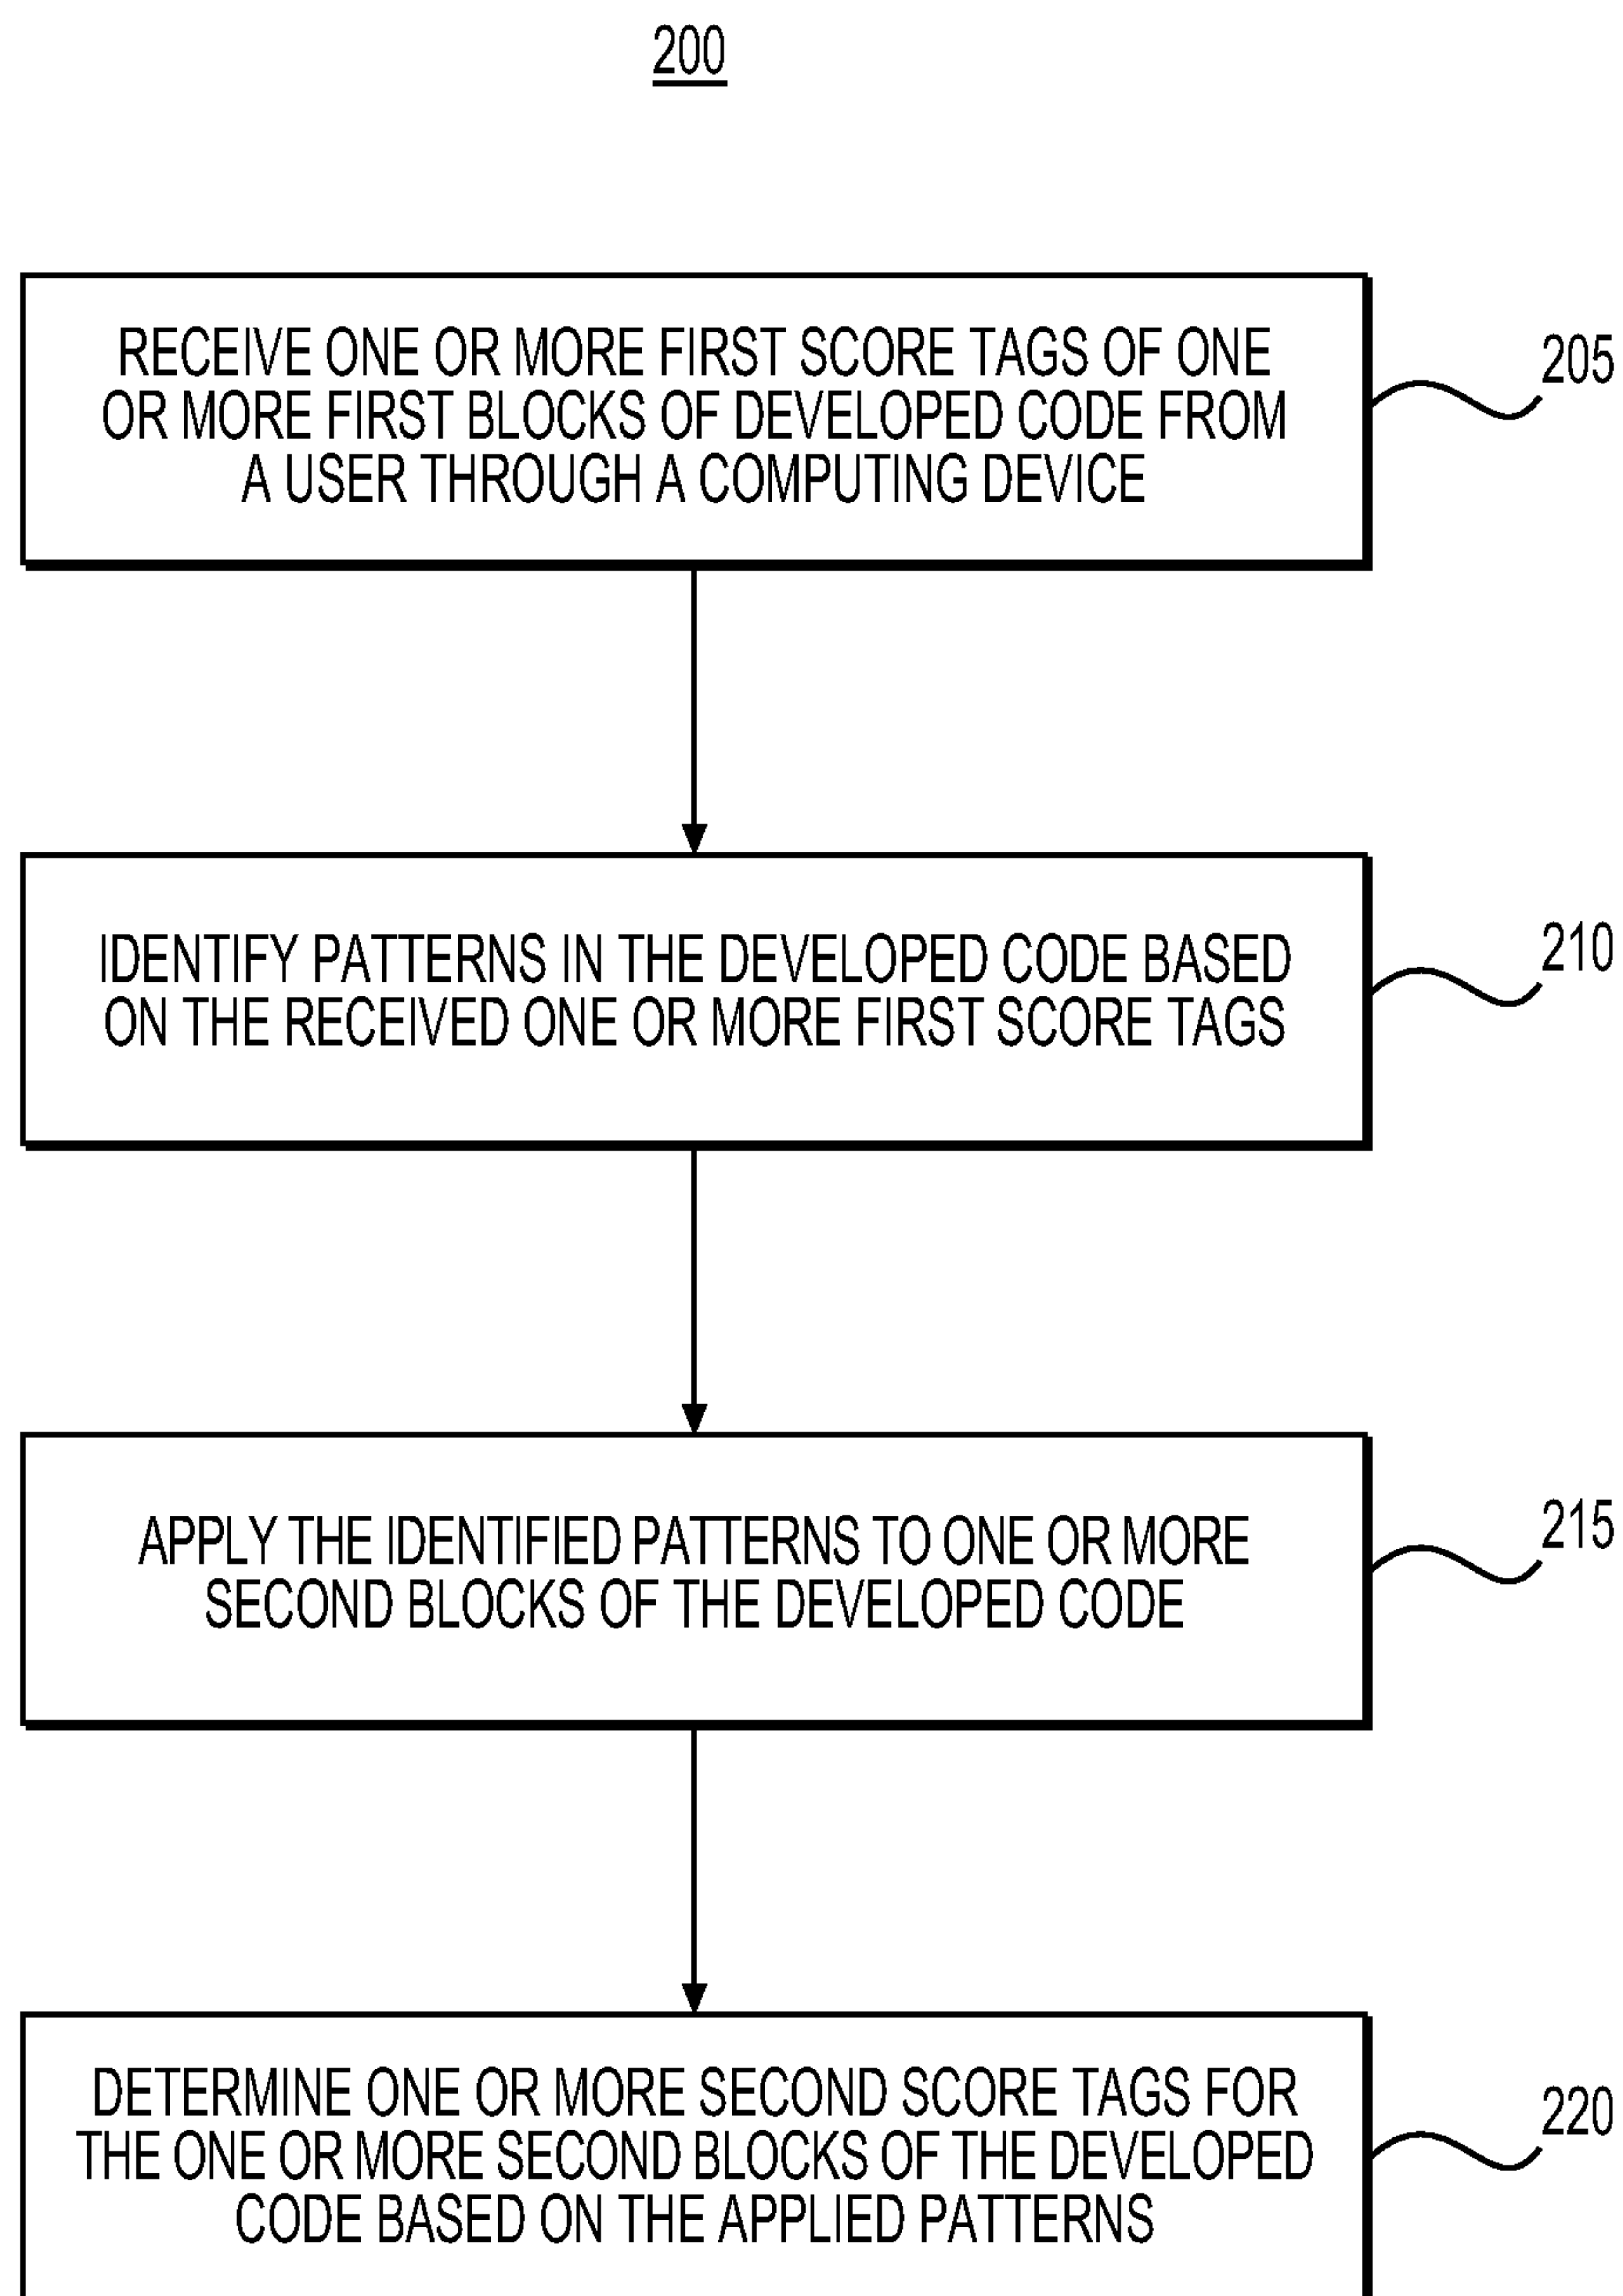 200
RECEIVE ONE OR MORE FIRST SCORE TAGS OF ONE
OR MORE FIRST BLOCKS OF DEVELOPED CODE FROM
A USER THROUGH A COMPUTING DEVICE
205
IDENTIFY PATTERNS IN THE DEVELOPED CODE BASED
ON THE RECEIVED ONE OR MORE FIRST SCORE TAGS
210
APPLY THE IDENTIFIED PATTERNS TO ONE OR MORE
SECOND BLOCKS OF THE DEVELOPED CODE
215
DETERMINE ONE OR MORE SECOND SCORE TAGS FOR
THE ONE OR MORE SECOND BLOCKS OF THE DEVELOPED
CODE BASED ON THE APPLIED PATTERNS
220